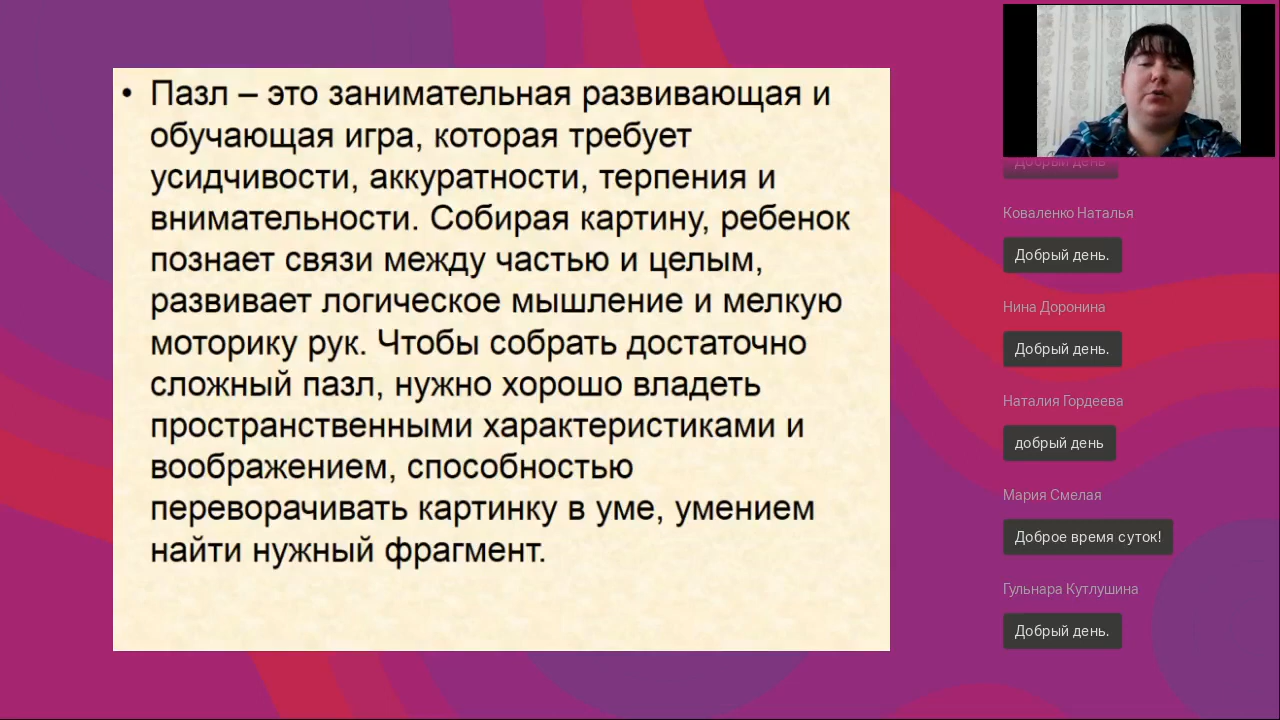 • Пазл – это занимательная развивающая и
обучающая игра, которая требует
усидчивости, аккуратности, терпения и
внимательности. Собирая картину, ребенок
познает связи между частью и целым,
развивает логическое мышление и мелкую
моторику рук. Чтобы собрать достаточно
сложный пазл, нужно хорошо владеть
пространственными характеристиками и
воображением, способностью
переворачивать картинку в уме, умением
найти нужный фрагмент.
Добрый день
Коваленко Наталья
Добрый день.
Нина Доронина
Добрый день.
Наталия Гордеева
добрый день
Мария Смелая
Доброе время суток!
Гульнара Кутлушина
Добрый день.